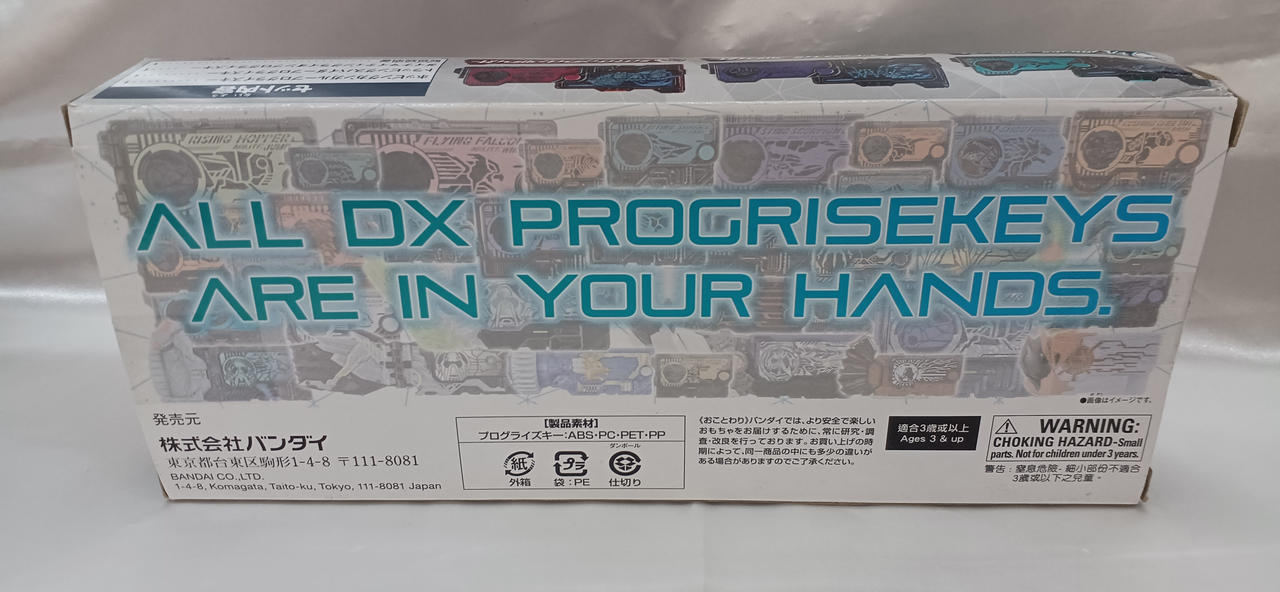 セット内容
RISING HOPPER
FLYING FALCON
STING SCORPION
ALL DX PROGRISEKEYS
ARE IN YOUR HANDS.
●画像はイメージです。
発売元
株式会社バンダイ
東京都台東区駒形1-4-8 〒111-8081
BANDAI CO.,LTD.
1-4-8, Komagata, Taito-ku, Tokyo, 111-8081 Japan
【製品素材】
プログライズキー:ABS・PC・PET・PP
紙
外箱
プラ
袋:PE
ダンボール
仕切り
《おことわり》バンダイでは、より安全で楽しい
おもちゃをお届けするために、常に研究・調
査・改良を行っております。お買い上げの時
期によって、同一商品の中にも多少の違いが
ある場合がありますのでご了承ください。
適合3歳或以上
Ages 3 & up
WARNING:
CHOKING HAZARD-Small
parts. Not for children under 3 years.
警告:窒息危險-細小部份不適合
3歲或以下之兒童。